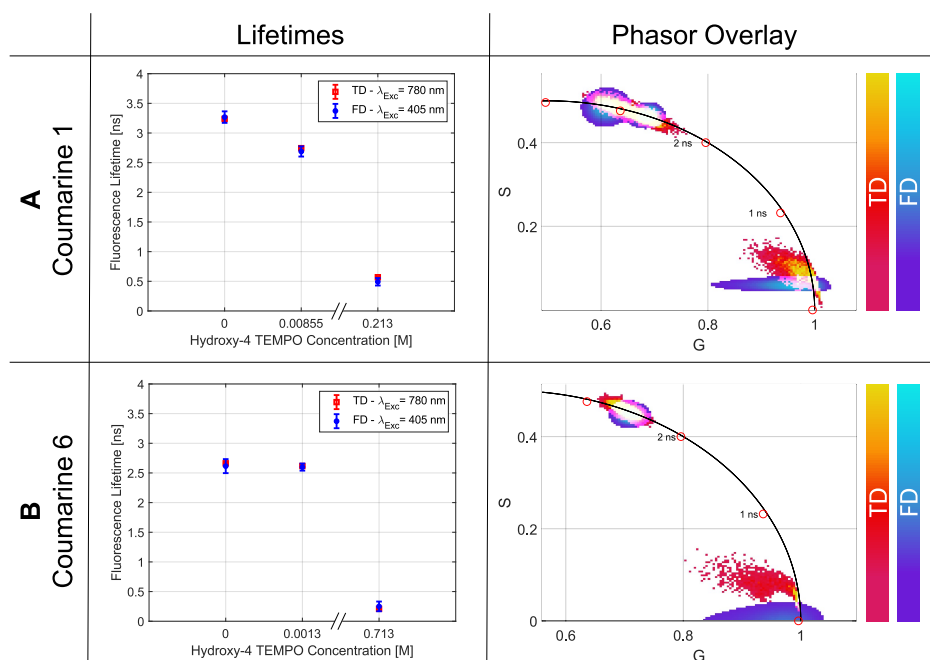 Lifetimes
Phasor Overlay
A
Coumarine 1
4
3.5
3
2.5
2
1.5
1
0.5
0
Fluorescence Lifetime [ns]
TD - λExc= 780 nm
FD - λExc= 405 nm
0
0.00855
0.213
Hydroxy-4 TEMPO Concentration [M]
S
0.4
0.2
2 ns
1 ns
0.6
0.8
1
G
TD
FD
B
Coumarine 6
4
3.5
3
2.5
2
1.5
1
0.5
0
Fluorescence Lifetime [ns]
TD - λExc= 780 nm
FD - λExc= 405 nm
0
0.0013
0.713
Hydroxy-4 TEMPO Concentration [M]
S
0.4
0.2
0
2 ns
1 ns
0.6
0.8
1
G
TD
FD